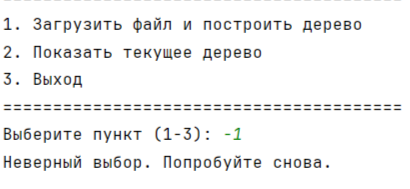 1. Загрузить файл и построить дерево
2. Показать текущее дерево
3. Выход
========================================
Выберите пункт (1-3): -1
Неверный выбор. Попробуйте снова.